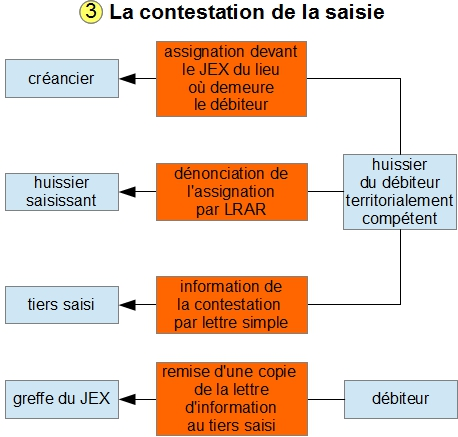 3 La contestation de la saisie
créancier
assignation devant
le JEX du lieu
où demeure
le débiteur
huissier
saisissant
dénonciation de
l'assignation
par LRAR
huissier
du débiteur
territorialement
compétent
tiers saisi
information de
la contestation
par lettre simple
greffe du JEX
remise d'une copie
de la lettre
d'information
au tiers saisi
débiteur